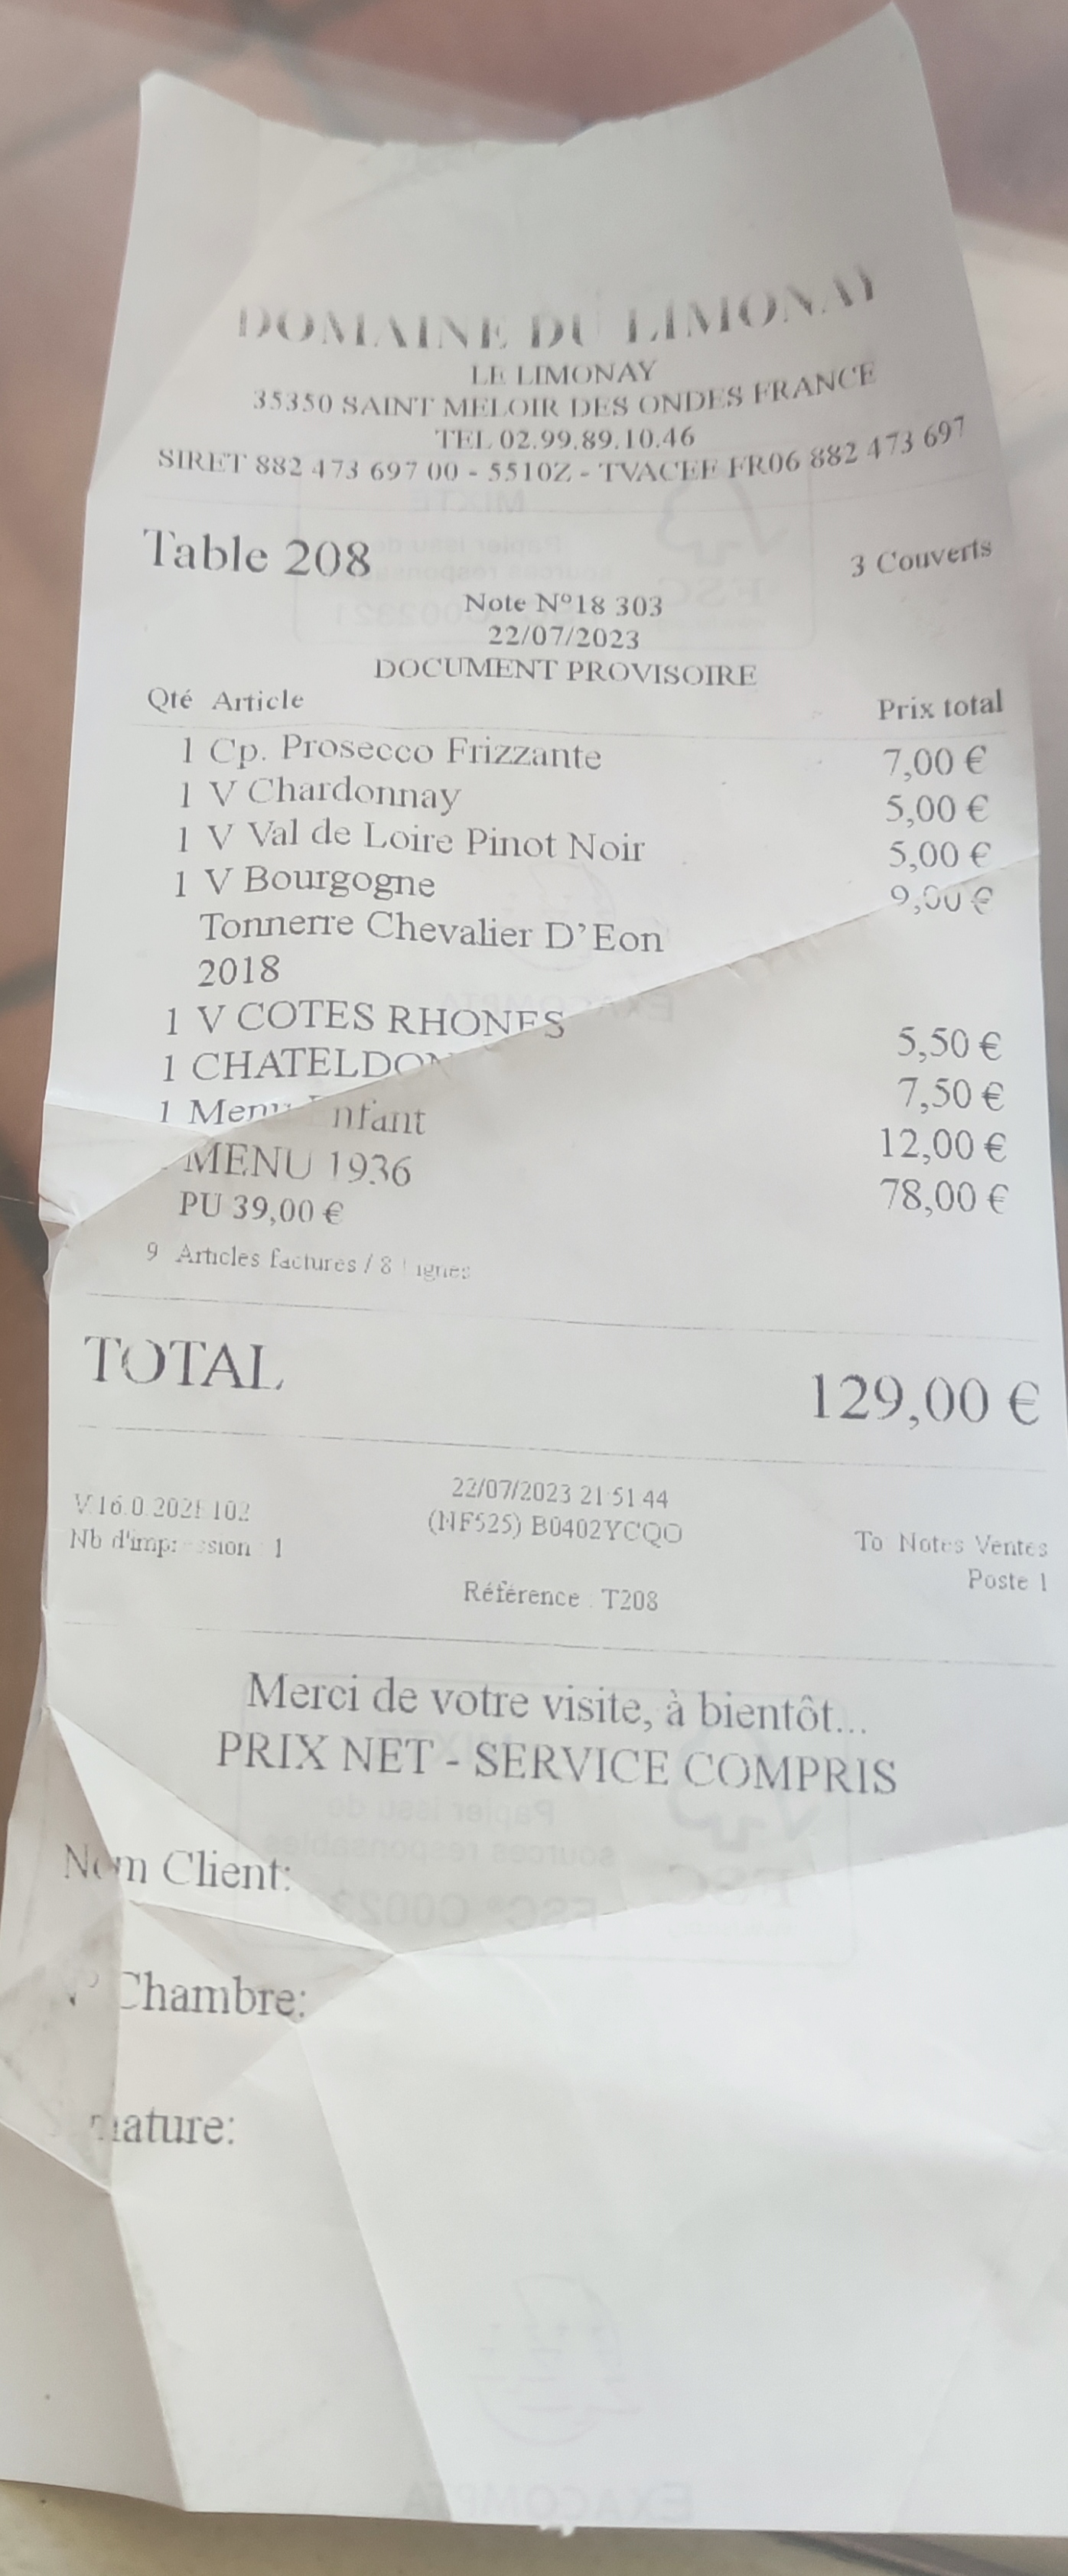 DOMAINE DU LIMONAY
LE LIMONAY
35350 SAINT MELOIR DES ONDES FRANCE
TEL 02.99.89.10.46
SIRET 882 473 697 00 - 5510Z - TVACEE FR06 882 473 697
Table 208 3 Couverts
Note N°18 303
22/07/2023
DOCUMENT PROVISOIRE
Qté Article Prix total
1 Cp. Prosecco Frizzante 7,00 €
1 V Chardonnay 5,00 €
1 V Val de Loire Pinot Noir 5,00 €
1 V Bourgogne 9,00 €
Tonnerre Chevalier D'Eon
2018
1 V COTES RHONES 5,50 €
1 CHATELDON 7,50 €
1 Menu Enfant 12,00 €
MENU 1936 78,00 €
PU 39,00 €
9 Articles factures / 8 Lignes
TOTAL 129,00 €
22/07/2023 21:51:44
(NF525) B0402YCQO
Nb d'impression : 1 To Notes Ventes
Poste 1
Référence : T208
Merci de votre visite, à bientôt...
PRIX NET - SERVICE COMPRIS
Nom Client:
N° Chambre:
nature: